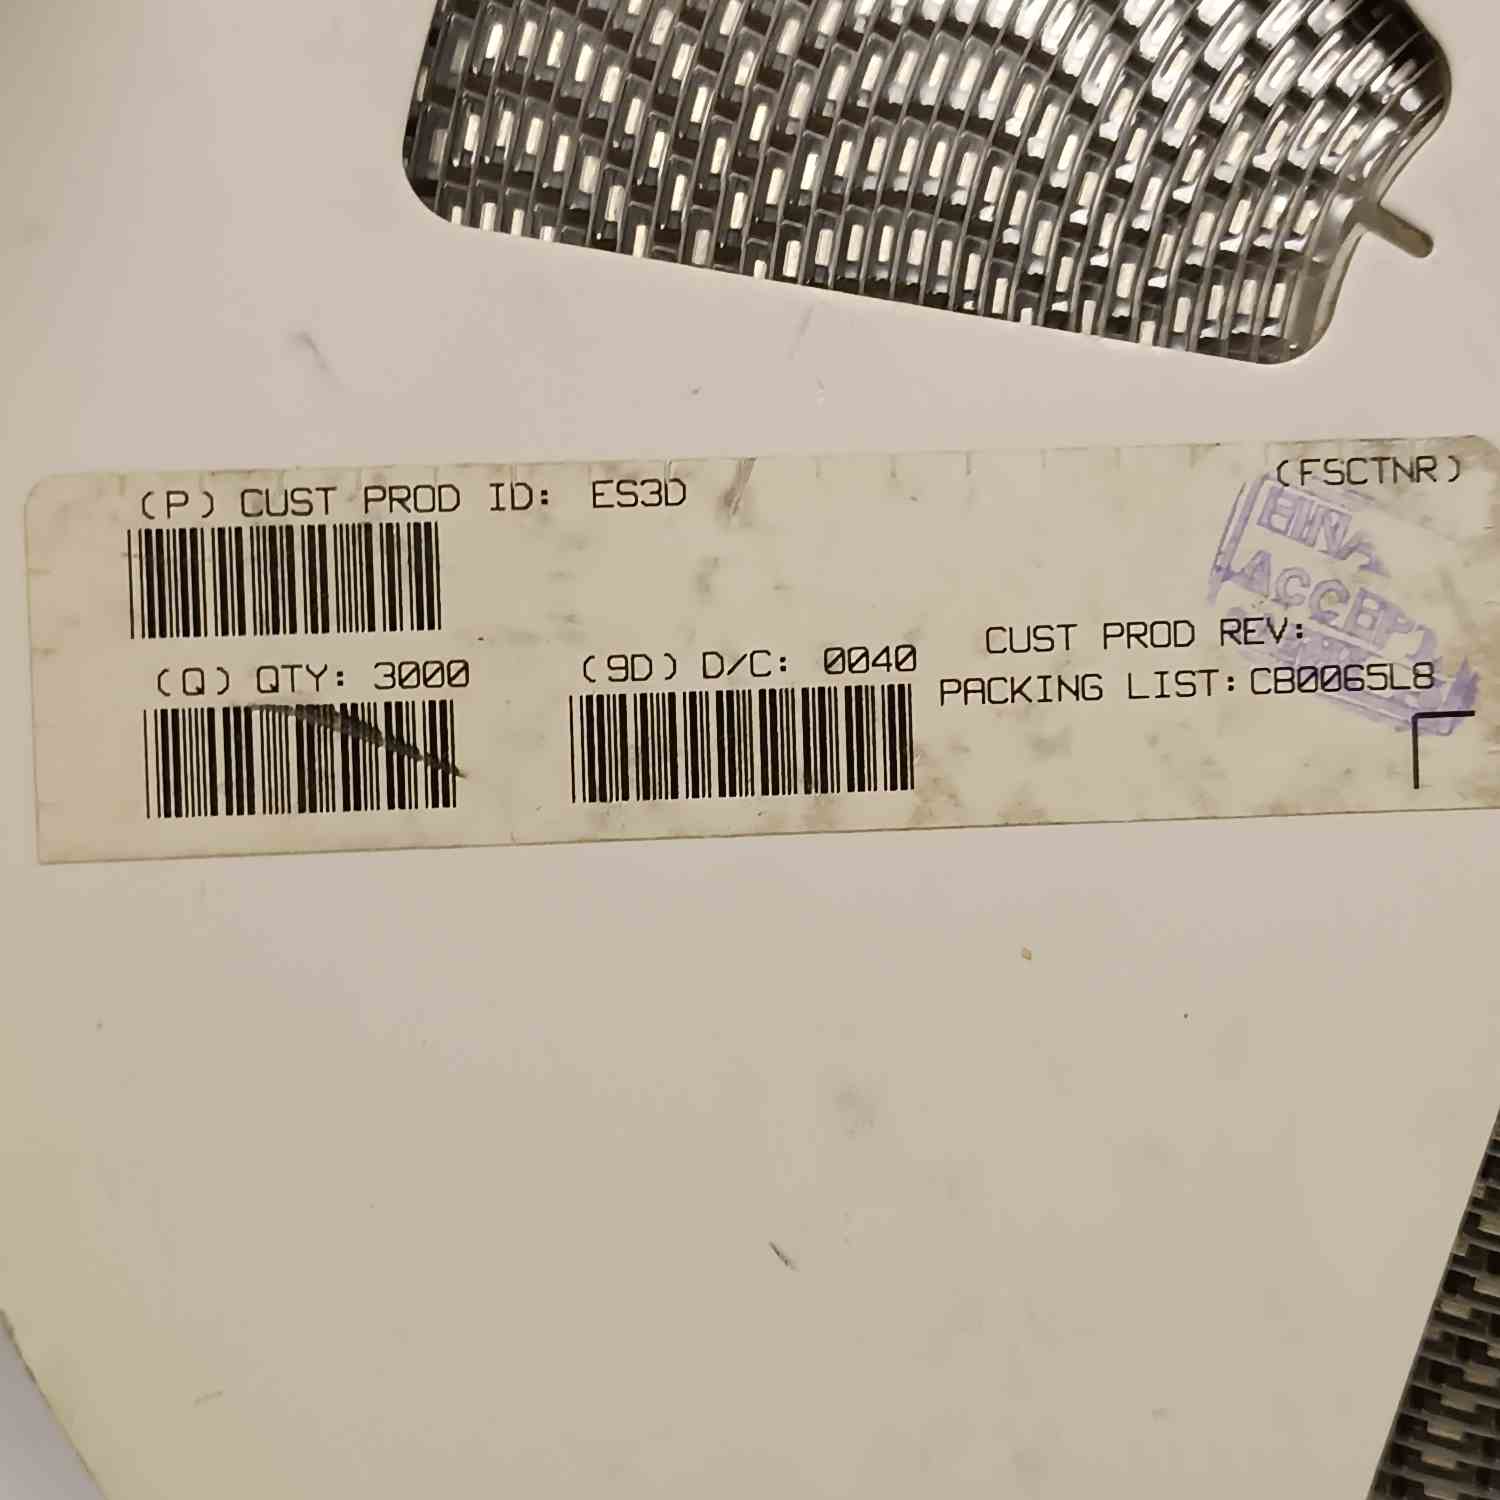 (FSCTNR)
(P) CUST PROD ID: ES3D
CUST PROD REV:
(Q) QTY: 3000 (9D) D/C: 0040
PACKING LIST: CB0065L8